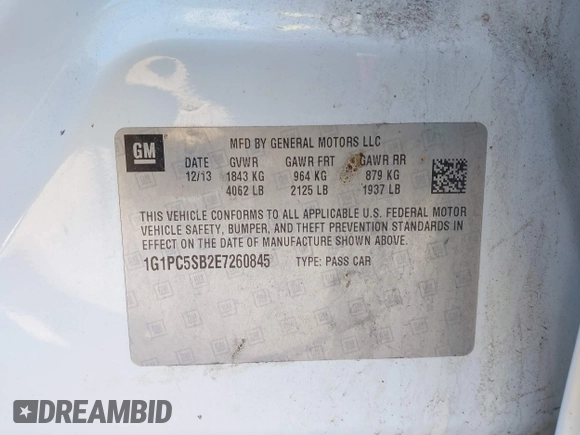 GM
MFD BY GENERAL MOTORS LLC
DATE GVWR GAWR FRT GAWR RR
12/13 1843 KG 964 KG 879 KG
4062 LB 2125 LB 1937 LB
THIS VEHICLE CONFORMS TO ALL APPLICABLE U.S. FEDERAL MOTOR
VEHICLE SAFETY, BUMPER, AND THEFT PREVENTION STANDARDS IN
EFFECT ON THE DATE OF MANUFACTURE SHOWN ABOVE.
1G1PC5SB2E7260845 TYPE: PASS CAR
DREAMBID